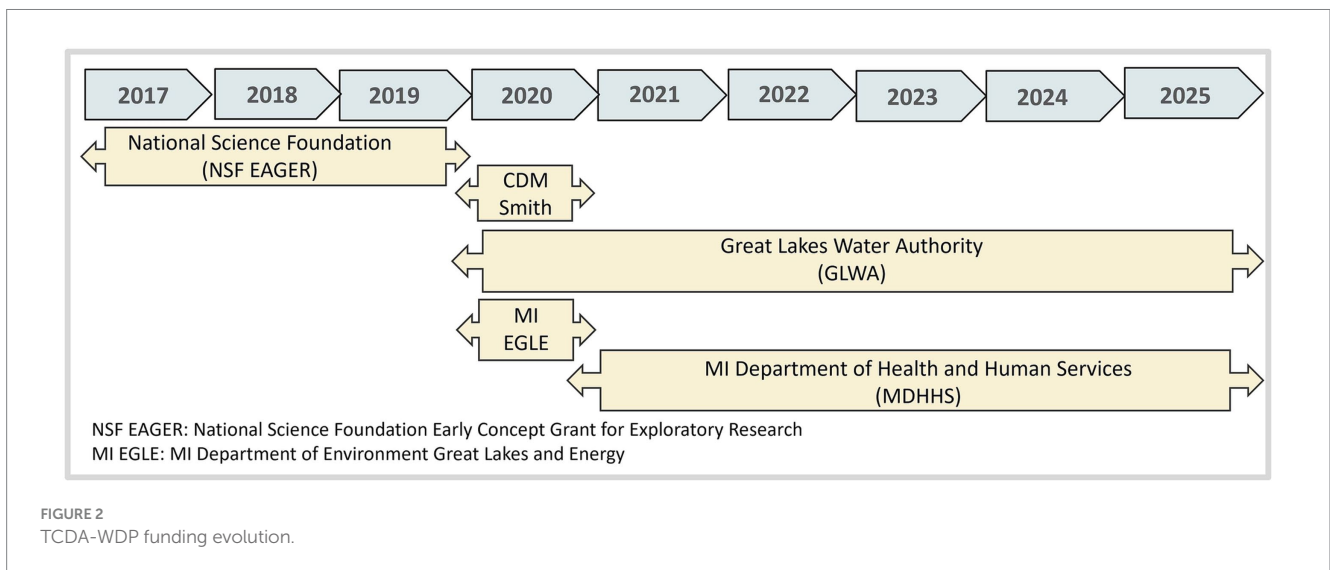 2017 2018 2019 2020 2021 2022 2023 2024 2025
National Science Foundation
(NSF EAGER)
CDM
Smith
Great Lakes Water Authority
(GLWA)
MI
EGLE
MI Department of Health and Human Services
(MDHHS)
NSF EAGER: National Science Foundation Early Concept Grant for Exploratory Research
MI EGLE: MI Department of Environment Great Lakes and Energy
FIGURE 2
TCDA-WDP funding evolution.